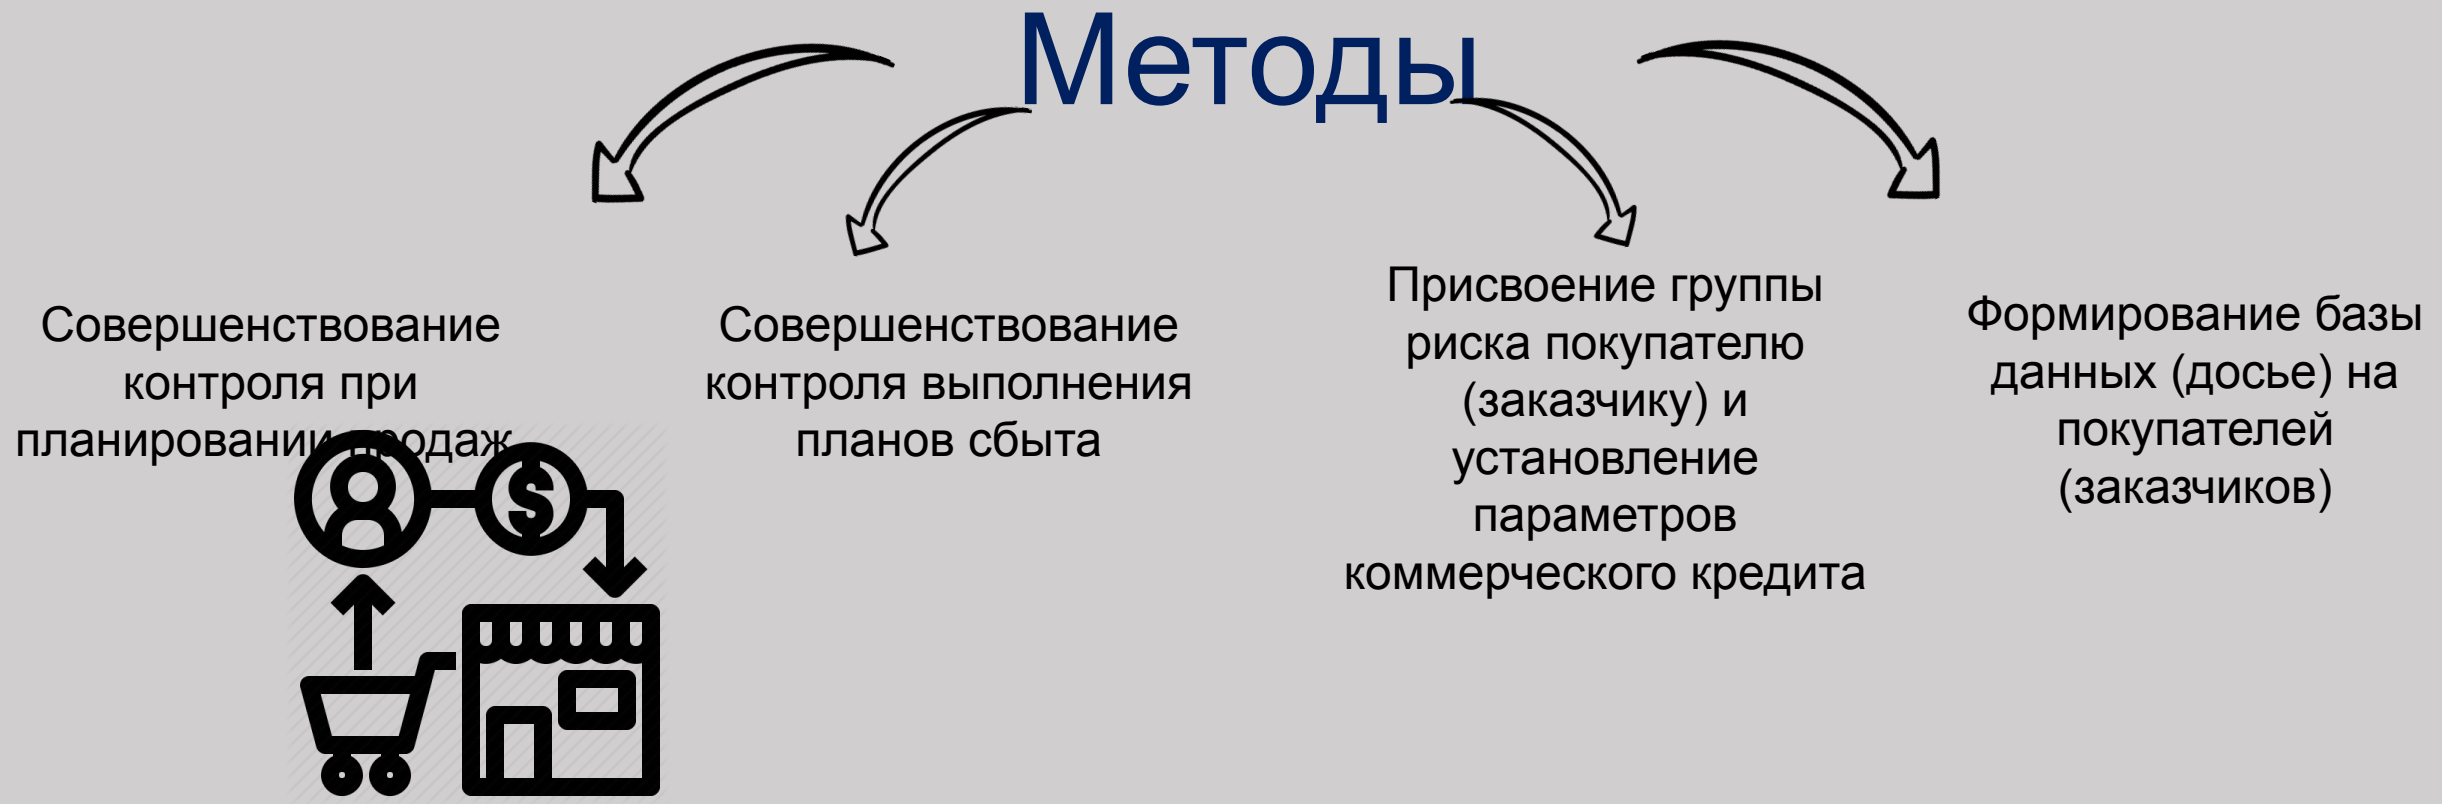 Методы
Совершенствование
контроля при
планировании продаж
Совершенствование
контроля выполнения
планов сбыта
Присвоение группы
риска покупателю
(заказчику) и
установление
параметров
коммерческого кредита
Формирование базы
данных (досье) на
покупателей
(заказчиков)
$